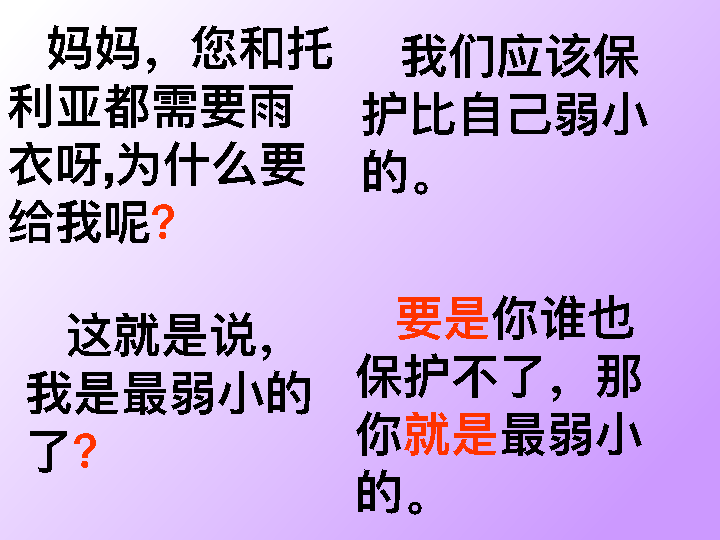 妈妈，您和托
利亚都需要雨
衣呀,为什么要
给我呢?
我们应该保
护比自己弱小
的。
这就是说，
我是最弱小的
了?
要是你谁也
保护不了，那
你就是最弱小
的。